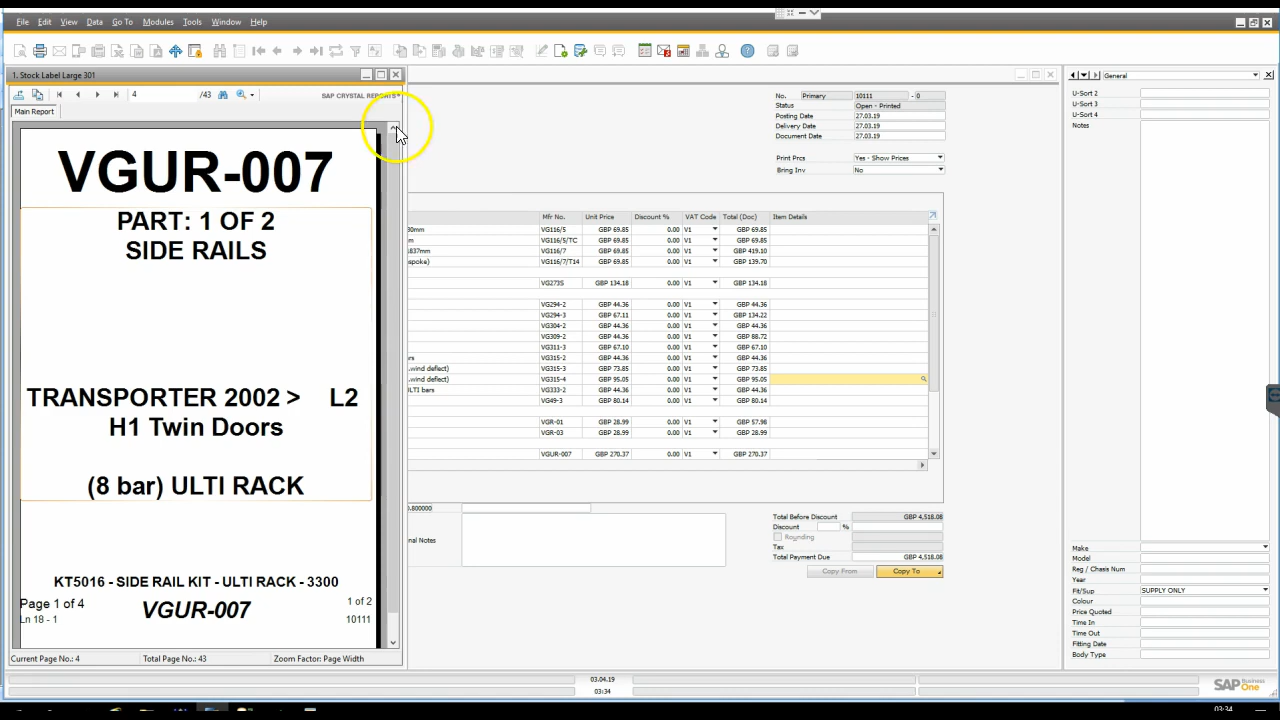 File Edit View Data Go To Modules Tools Window Help
1. Stock Label Large 301
4 /43 SAP CRYSTAL REPORTS
Main Report
VGUR-007
PART: 1 OF 2
SIDE RAILS
TRANSPORTER 2002 > L2
H1 Twin Doors
(8 bar) ULTI RACK
KT5016 - SIDE RAIL KIT - ULTI RACK - 3300
Page 1 of 4 VGUR-007 1 of 2
Ln 18 - 1 10111
Current Page No.: 4 Total Page No.: 43 Zoom Factor: Page Width
No. Primary 10111 - 0
Status Open - Printed
Posting Date 27.03.19
Delivery Date 27.03.19
Document Date 27.03.19
Print Prcs Yes - Show Prices
Bring Inv No
Mfr No. Unit Price Discount % VAT Code Total (Doc) Item Details
30mm VG116/5 GBP 69.85 0.00 V1 GBP 69.85
m VG116/5/TC GBP 69.85 0.00 V1 GBP 69.85
837mm VG116/7 GBP 69.85 0.00 V1 GBP 419.10
spoke) VG116/7/T14 GBP 69.85 0.00 V1 GBP 139.70
VG273S GBP 134.18 0.00 V1 GBP 134.18
VG294-2 GBP 44.36 0.00 V1 GBP 44.36
VG294-3 GBP 67.11 0.00 V1 GBP 134.22
VG304-2 GBP 44.36 0.00 V1 GBP 44.36
VG309-2 GBP 44.36 0.00 V1 GBP 88.72
VG311-3 GBP 67.10 0.00 V1 GBP 67.10
rs VG315-2 GBP 44.36 0.00 V1 GBP 44.36
.wind deflect) VG315-3 GBP 73.85 0.00 V1 GBP 73.85
.wind deflect) VG315-4 GBP 95.05 0.00 V1 GBP 95.05
ULTI bars VG333-2 GBP 44.36 0.00 V1 GBP 44.36
VG49-3 GBP 80.14 0.00 V1 GBP 80.14
VGR-01 GBP 28.99 0.00 V1 GBP 57.98
VGR-03 GBP 28.99 0.00 V1 GBP 28.99
VGUR-007 GBP 270.37 0.00 V1 GBP 270.37
0.800000
nal Notes
Total Before Discount GBP 4,518.08
Discount %
Rounding
Tax
Total Payment Due GBP 4,518.08
Copy From Copy To
General
U-Sort 2
U-Sort 3
U-Sort 4
Notes
Make
Model
Reg / Chasis Num
Year
Fit/Sup SUPPLY ONLY
Colour
Price Quoted
Time In
Time Out
Fitting Date
Body Type
03.04.19
03:34
SAP Business One
03:34